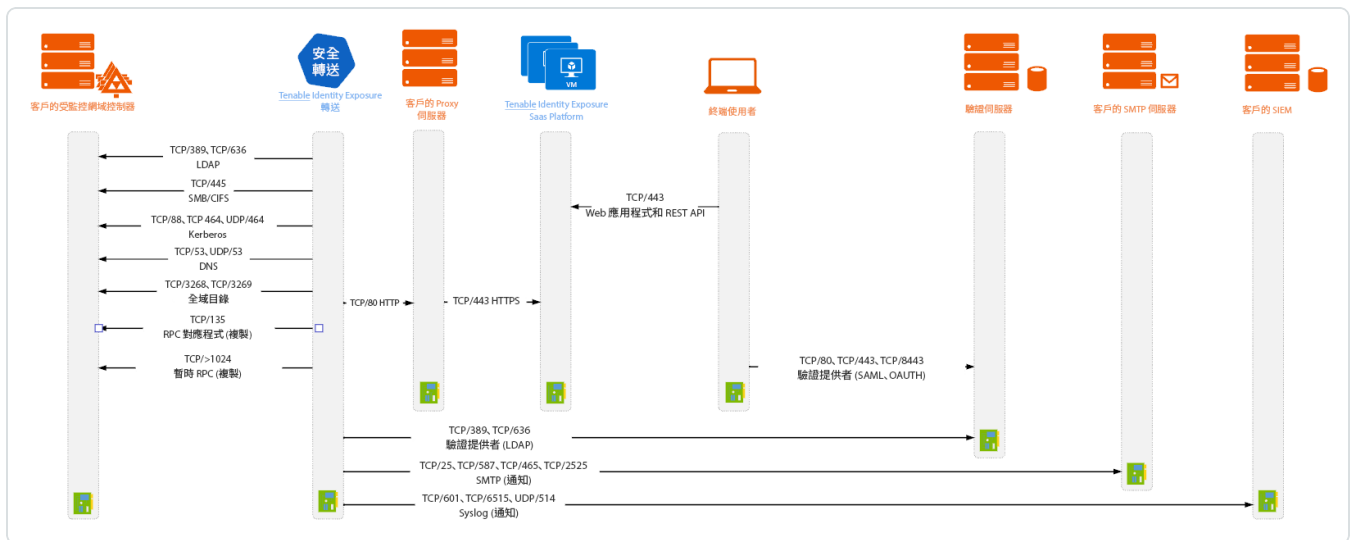 安全
轉送
VM
客戶的受監控網域控制器
Tenable Identity Exposure
轉送
客戶的 Proxy
伺服器
Tenable Identity Exposure
Saas Platform
終端使用者
驗證伺服器
客戶的 SMTP 伺服器
客戶的 SIEM
TCP/389、TCP/636
LDAP
TCP/445
SMB/CIFS
TCP/443
Web 應用程式和 REST API
TCP/88、TCP 464、UDP/464
Kerberos
TCP/53、UDP/53
DNS
TCP/3268、TCP/3269
全域目錄
TCP/80 HTTP
TCP/443 HTTPS
TCP/135
RPC 對應程式 (複製)
TCP/>1024
暫時 RPC (複製)
TCP/80、TCP/443、TCP/8443
驗證提供者 (SAML、OAUTH)
TCP/389、TCP/636
驗證提供者 (LDAP)
TCP/25、TCP/587、TCP/465、TCP/2525
SMTP (通知)
TCP/601、TCP/6515、UDP/514
Syslog (通知)